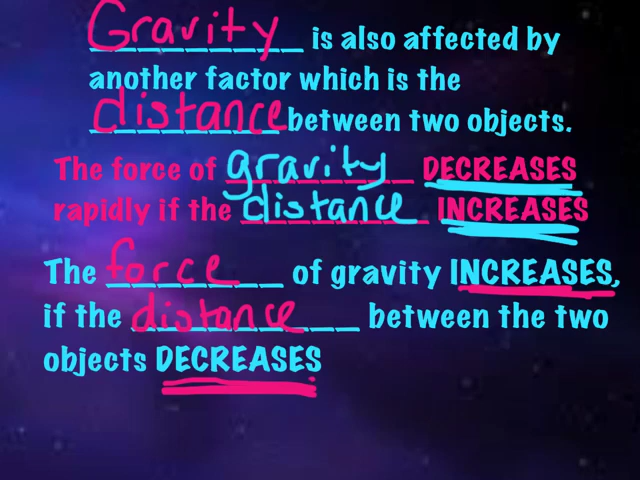 Gravity is also affected by
another factor which is the
distance between two objects.
The force of gravity DECREASES
rapidly if the distance INCREASES
The force of gravity INCREASES,
if the distance between the two
objects DECREASES